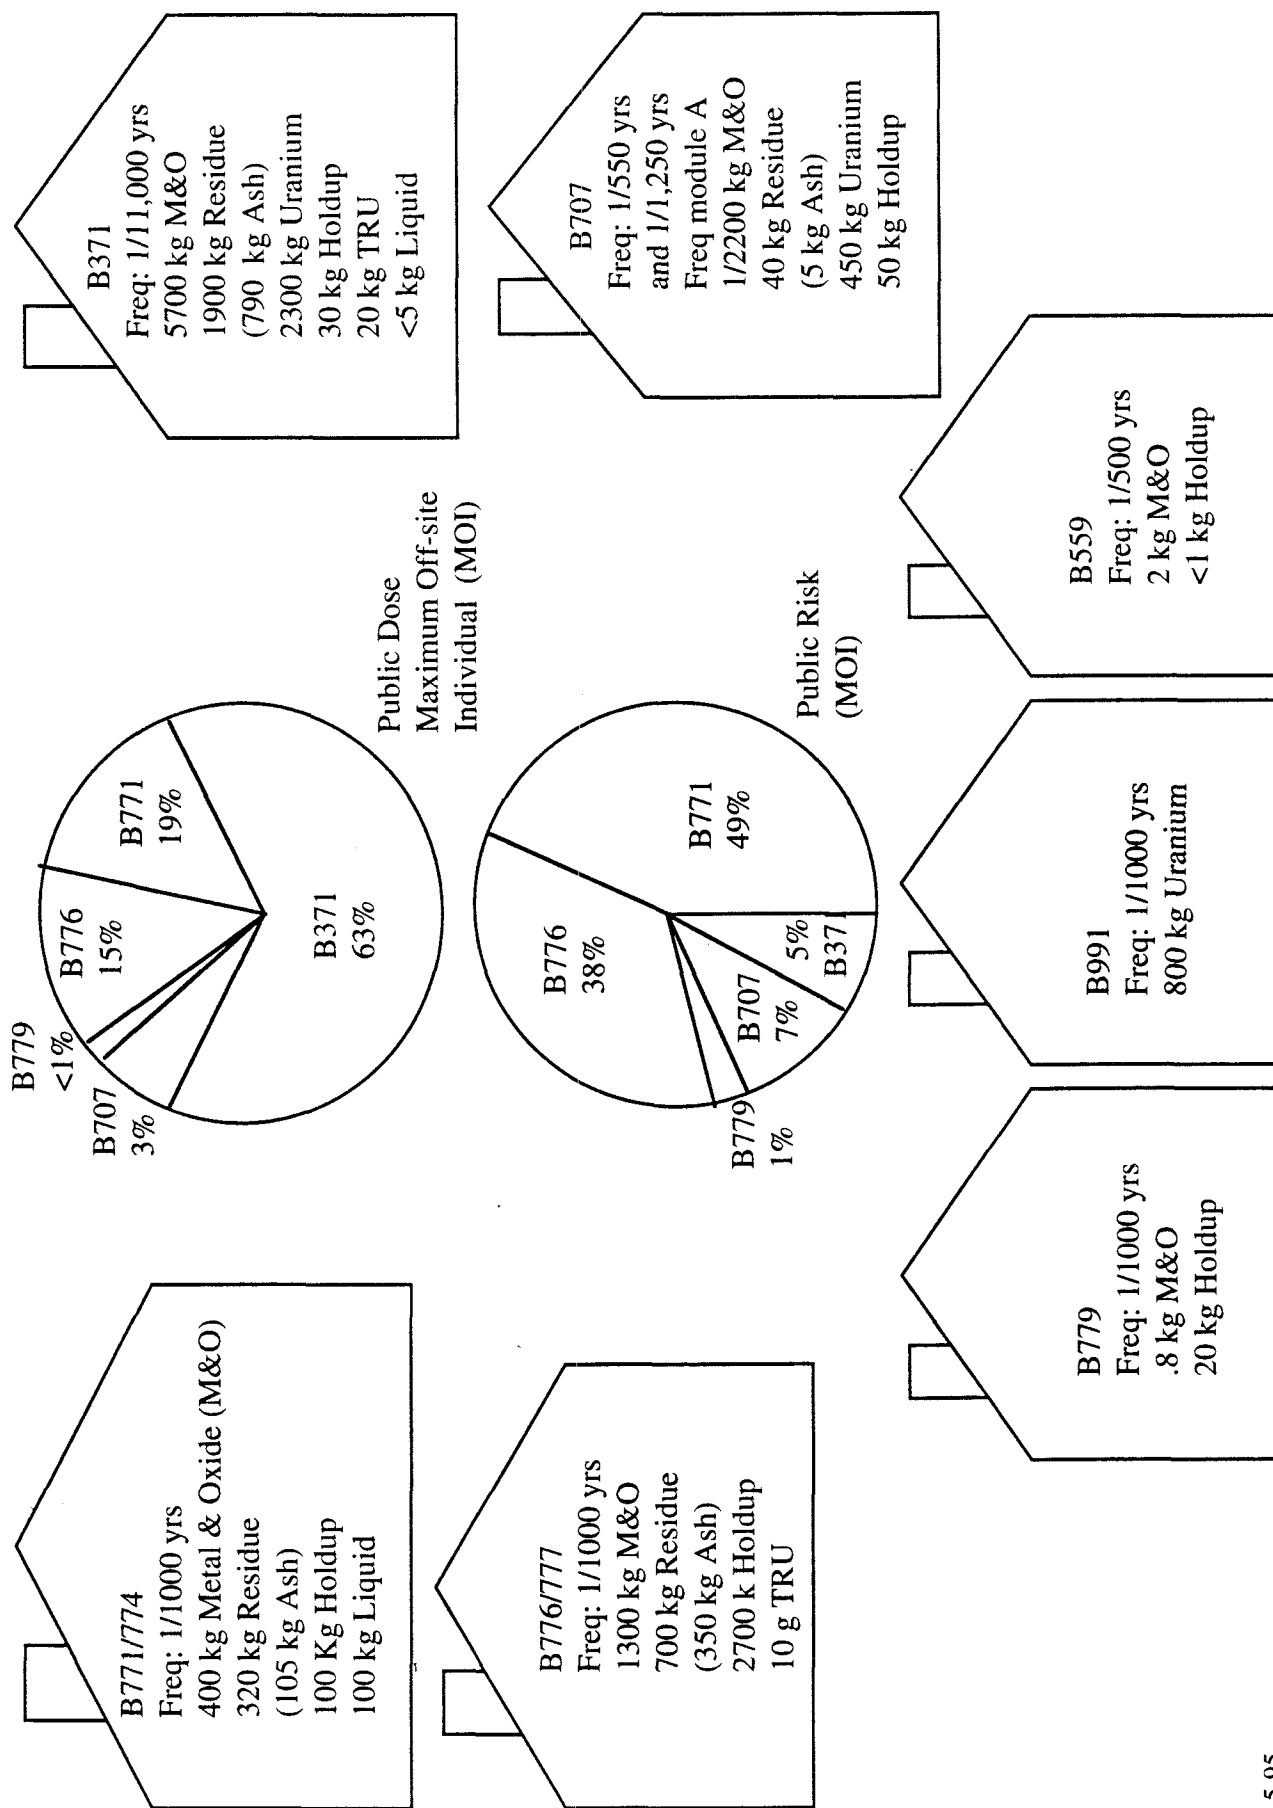 B771/774
Freq: 1/1000 yrs
400 kg Metal & Oxide (M&O)
320 kg Residue
(105 kg Ash)
100 Kg Holdup
100 kg Liquid
B779
<1%
B707
3%
B776
15%
B771
19%
B371
63%
Public Dose
Maximum Off-site
Individual (MOI)
B371
Freq: 1/11,000 yrs
5700 kg M&O
1900 kg Residue
(790 kg Ash)
2300 kg Uranium
30 kg Holdup
20 kg TRU
<5 kg Liquid
B776/777
Freq: 1/1000 yrs
1300 kg M&O
700 kg Residue
(350 kg Ash)
2700 k Holdup
10 g TRU
B776
38%
B771
49%
B779
1%
B707
7%
5%
B371
Public Risk
(MOI)
B707
Freq: 1/550 yrs
and 1/1,250 yrs
Freq module A
1/2200 kg M&O
40 kg Residue
(5 kg Ash)
450 kg Uranium
50 kg Holdup
B779
Freq: 1/1000 yrs
.8 kg M&O
20 kg Holdup
B991
Freq: 1/1000 yrs
800 kg Uranium
B559
Freq: 1/500 yrs
2 kg M&O
<1 kg Holdup